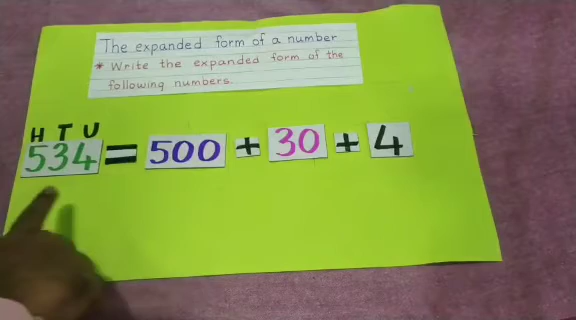 The expanded form of a number
* Write the expanded form of the
following numbers.
H T U
534 = 500 + 30 + 4